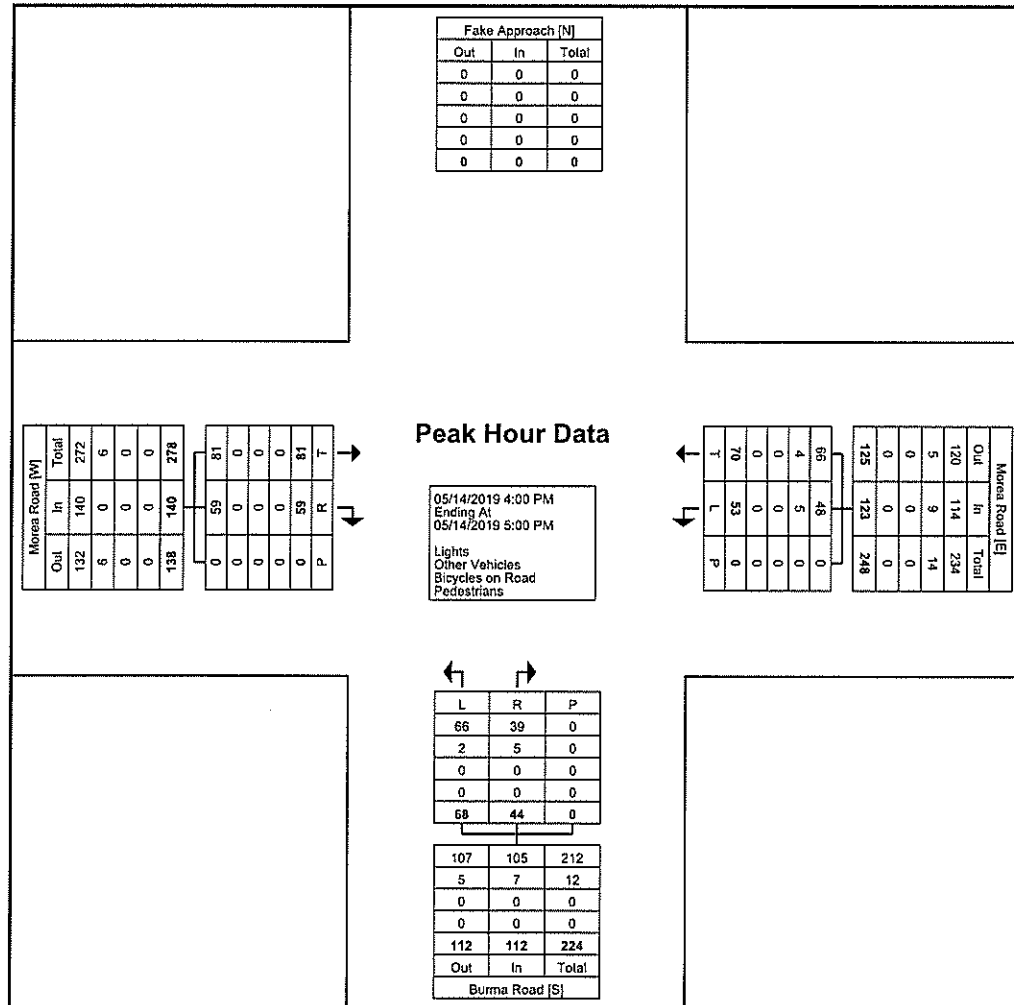 Fake Approach [N]
Out In Total
0 0 0
0 0 0
0 0 0
0 0 0
0 0 0
Peak Hour Data
05/14/2019 4:00 PM
Ending At
05/14/2019 5:00 PM
Lights
Other Vehicles
Bicycles on Road
Pedestrians
Morea Road [W]
Total 272 6 0 0 278
In 140 0 0 0 140
Out 132 6 0 0 138
81 0 0 0 81 T
59 0 0 0 59 R
0 0 0 0 0 P
Morea Road [E]
Out In Total
120 114 234
5 9 14
0 0 0
0 0 0
125 123 248
66 48 0
4 5 0
0 0 0
0 0 0
70 53 0
T L P
L R P
66 39 0
2 5 0
0 0 0
0 0 0
68 44 0
107 105 212
5 7 12
0 0 0
0 0 0
112 112 224
Out In Total
Burma Road [S]